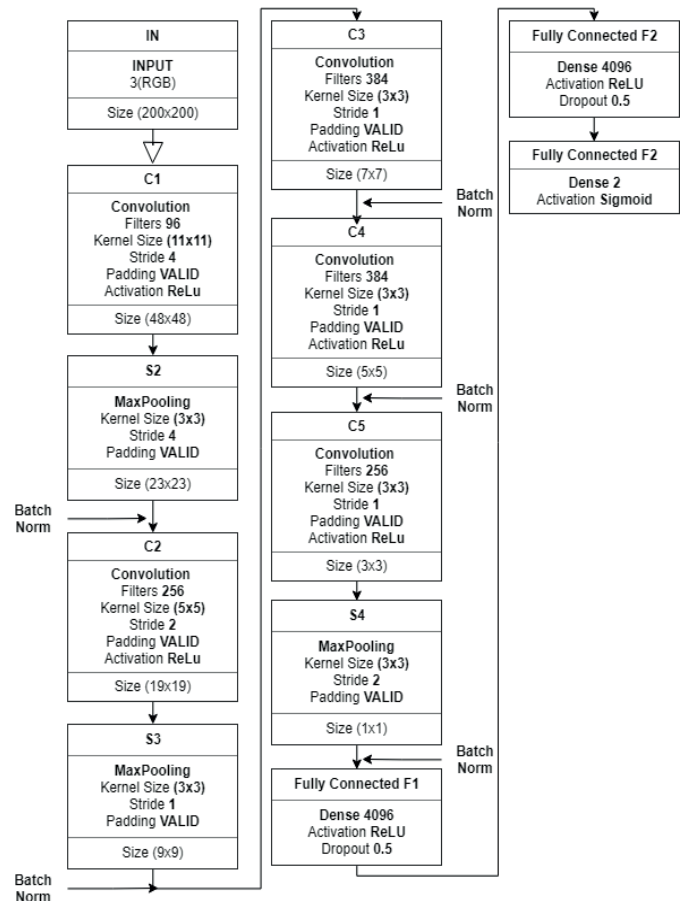 IN
INPUT
3(RGB)
Size (200x200)
C1
Convolution
Filters 96
Kernel Size (11x11)
Stride 4
Padding VALID
Activation ReLu
Size (48x48)
S2
MaxPooling
Kernel Size (3x3)
Stride 4
Padding VALID
Size (23x23)
Batch
Norm
C2
Convolution
Filters 256
Kernel Size (5x5)
Stride 2
Padding VALID
Activation ReLu
Size (19x19)
S3
MaxPooling
Kernel Size (3x3)
Stride 1
Padding VALID
Size (9x9)
Batch
Norm
C3
Convolution
Filters 384
Kernel Size (3x3)
Stride 1
Padding VALID
Activation ReLu
Size (7x7)
Batch
Norm
C4
Convolution
Filters 384
Kernel Size (3x3)
Stride 1
Padding VALID
Activation ReLu
Size (5x5)
Batch
Norm
C5
Convolution
Filters 256
Kernel Size (3x3)
Stride 1
Padding VALID
Activation ReLu
Size (3x3)
S4
MaxPooling
Kernel Size (3x3)
Stride 2
Padding VALID
Size (1x1)
Batch
Norm
Fully Connected F1
Dense 4096
Activation ReLU
Dropout 0.5
Fully Connected F2
Dense 4096
Activation ReLU
Dropout 0.5
Fully Connected F2
Dense 2
Activation Sigmoid